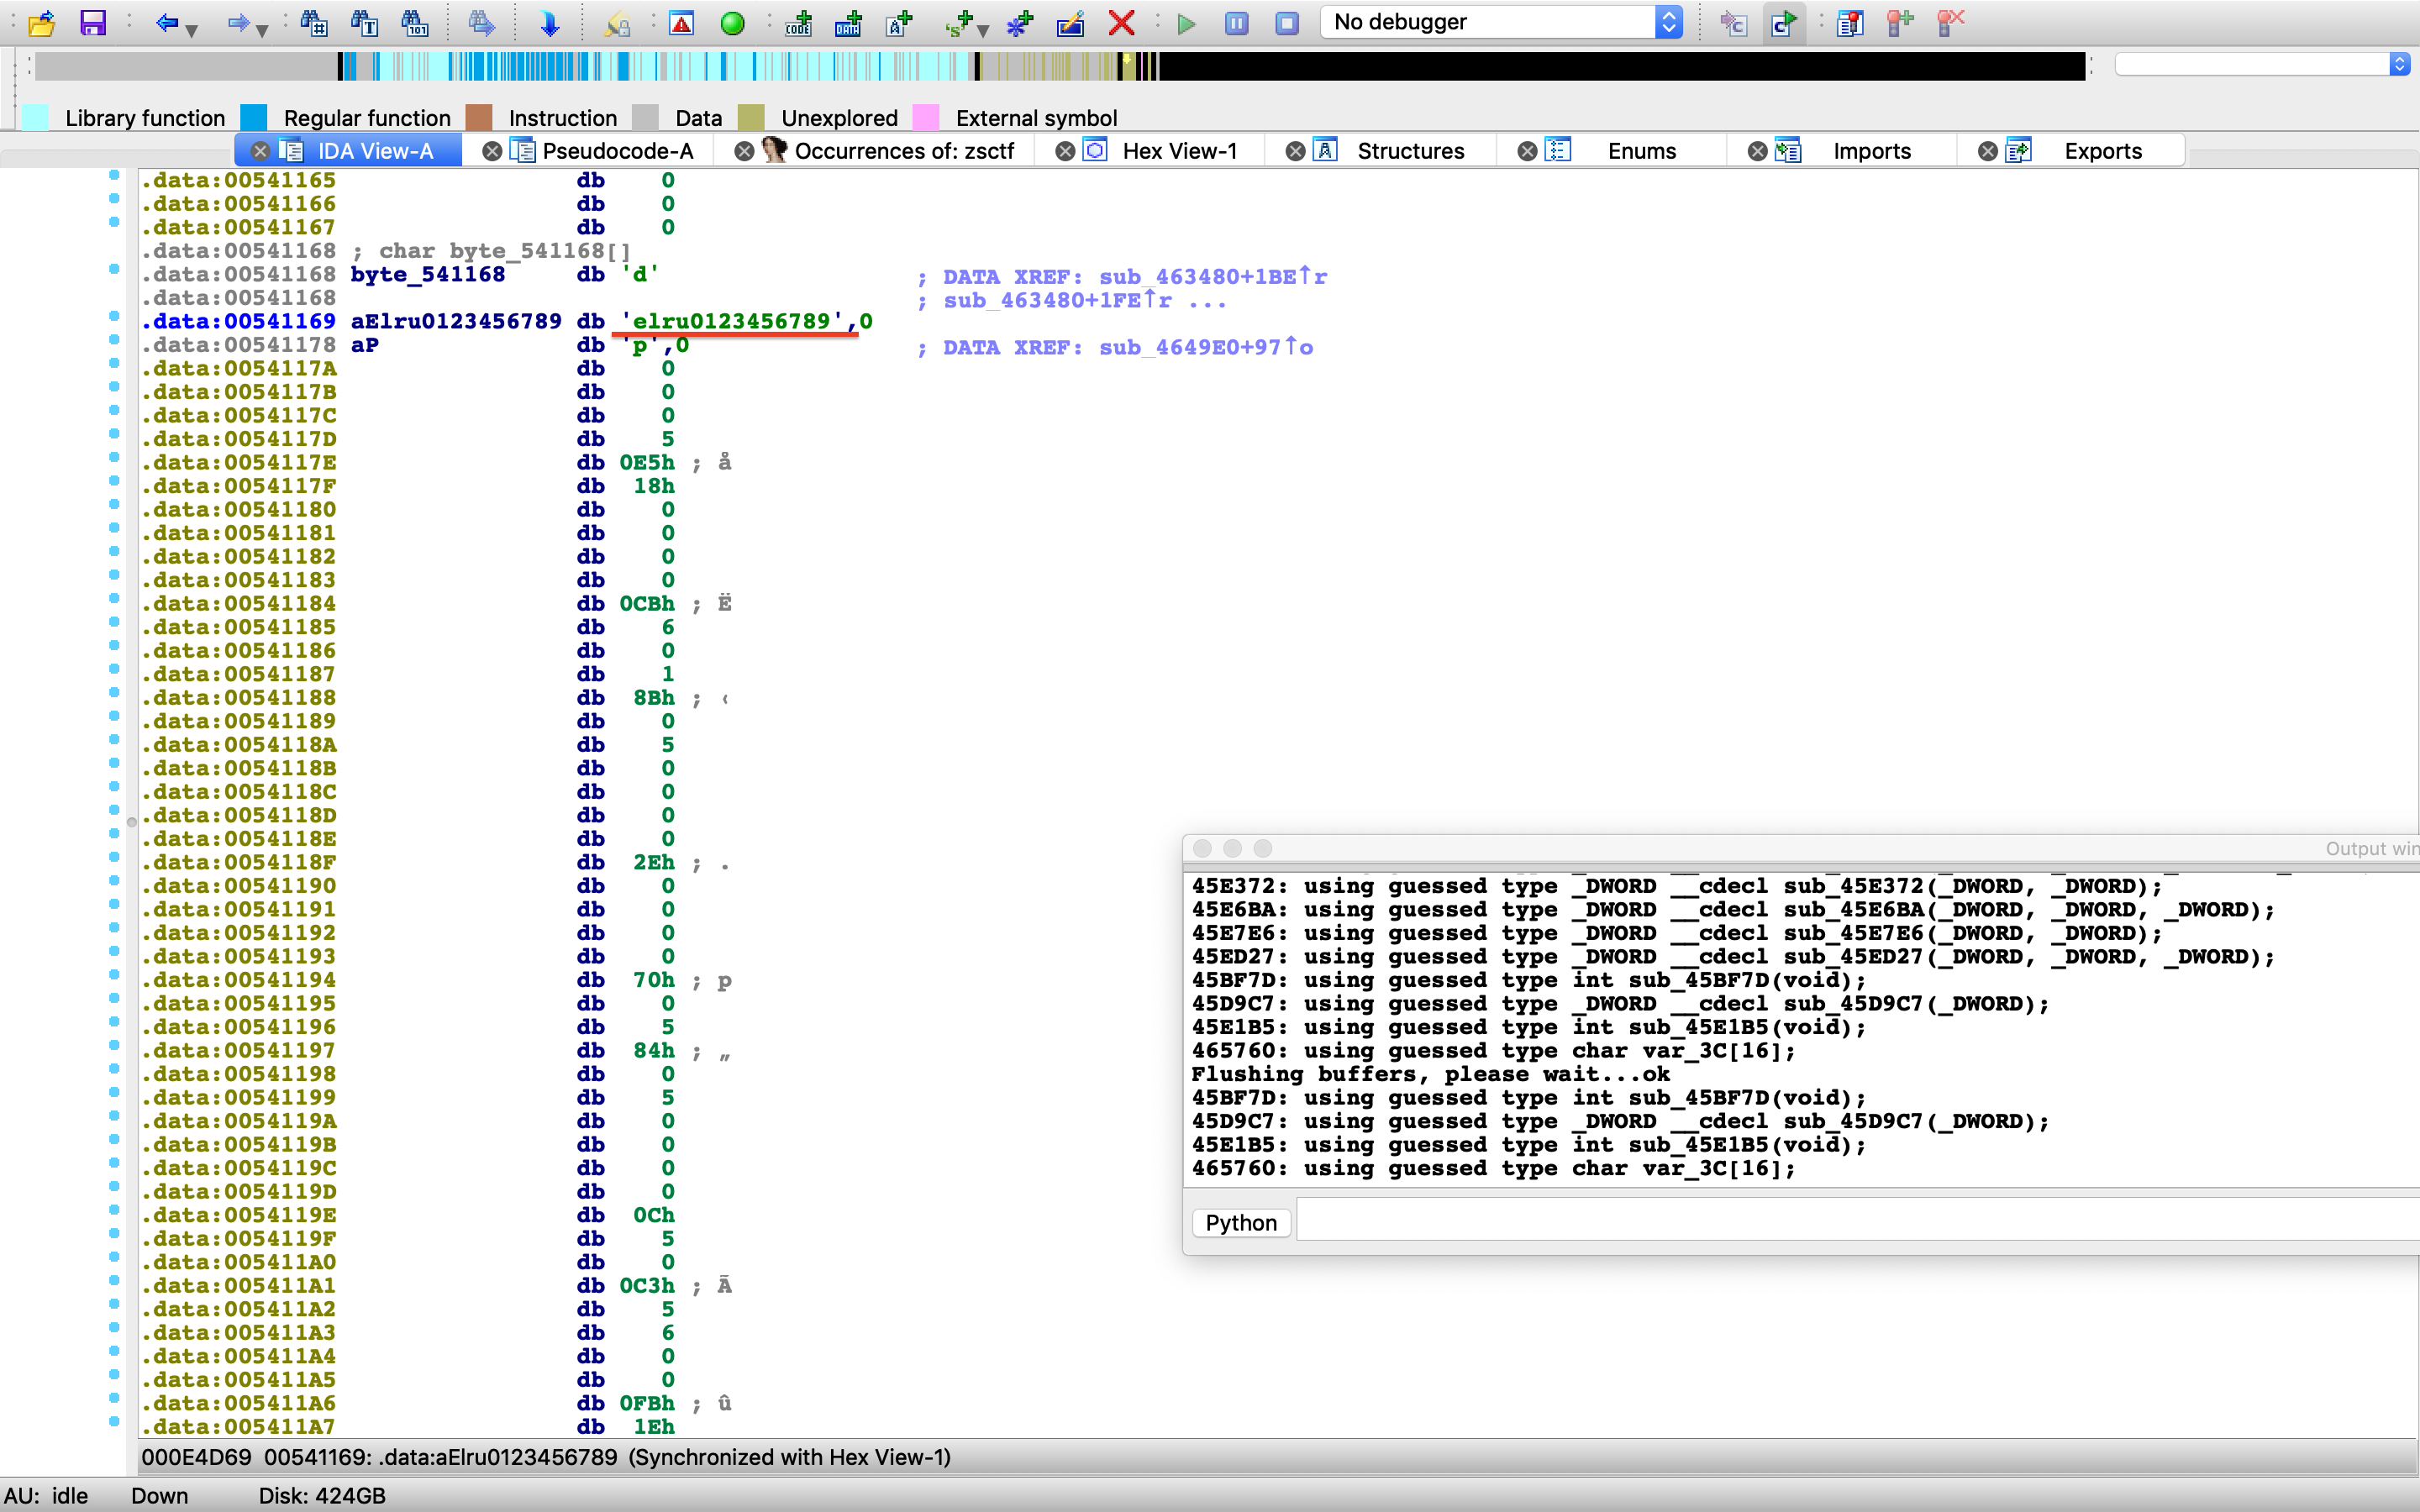 No debugger
Library function Regular function Instruction Data Unexplored External symbol
IDA View-A Pseudocode-A Occurrences of: zsctf Hex View-1 Structures Enums Imports Exports
.data:00541165 db 0
.data:00541166 db 0
.data:00541167 db 0
.data:00541168 ; char byte_541168[]
.data:00541168 byte_541168 db 'd' ; DATA XREF: sub_463480+1BE↑r
.data:00541168 ; sub_463480+1FE↑r ...
.data:00541169 aElru0123456789 db 'elru0123456789',0
.data:00541178 aP db 'p',0 ; DATA XREF: sub_4649E0+97↑o
.data:0054117A db 0
.data:0054117B db 0
.data:0054117C db 0
.data:0054117D db 5
.data:0054117E db 0E5h ; å
.data:0054117F db 18h
.data:00541180 db 0
.data:00541181 db 0
.data:00541182 db 0
.data:00541183 db 0
.data:00541184 db 0CBh ; Ë
.data:00541185 db 6
.data:00541186 db 0
.data:00541187 db 1
.data:00541188 db 8Bh ; ‹
.data:00541189 db 0
.data:0054118A db 5
.data:0054118B db 0
.data:0054118C db 0
.data:0054118D db 0
.data:0054118E db 0
.data:0054118F db 2Eh ; .
.data:00541190 db 0
.data:00541191 db 0
.data:00541192 db 0
.data:00541193 db 0
.data:00541194 db 70h ; p
.data:00541195 db 0
.data:00541196 db 5
.data:00541197 db 84h ; „
.data:00541198 db 0
.data:00541199 db 5
.data:0054119A db 0
.data:0054119B db 0
.data:0054119C db 0
.data:0054119D db 0
.data:0054119E db 0Ch
.data:0054119F db 5
.data:005411A0 db 0
.data:005411A1 db 0C3h ; Ã
.data:005411A2 db 5
.data:005411A3 db 6
.data:005411A4 db 0
.data:005411A5 db 0
.data:005411A6 db 0FBh ; û
.data:005411A7 db 1Eh
Output win
45E372: using guessed type _DWORD __cdecl sub_45E372(_DWORD, _DWORD);
45E6BA: using guessed type _DWORD __cdecl sub_45E6BA(_DWORD, _DWORD, _DWORD);
45E7E6: using guessed type _DWORD __cdecl sub_45E7E6(_DWORD, _DWORD);
45ED27: using guessed type _DWORD __cdecl sub_45ED27(_DWORD, _DWORD, _DWORD);
45BF7D: using guessed type int sub_45BF7D(void);
45D9C7: using guessed type _DWORD __cdecl sub_45D9C7(_DWORD);
45E1B5: using guessed type int sub_45E1B5(void);
465760: using guessed type char var_3C[16];
Flushing buffers, please wait...ok
45BF7D: using guessed type int sub_45BF7D(void);
45D9C7: using guessed type _DWORD __cdecl sub_45D9C7(_DWORD);
45E1B5: using guessed type int sub_45E1B5(void);
465760: using guessed type char var_3C[16];
Python
000E4D69 00541169: .data:aElru0123456789 (Synchronized with Hex View-1)
AU: idle Down Disk: 424GB